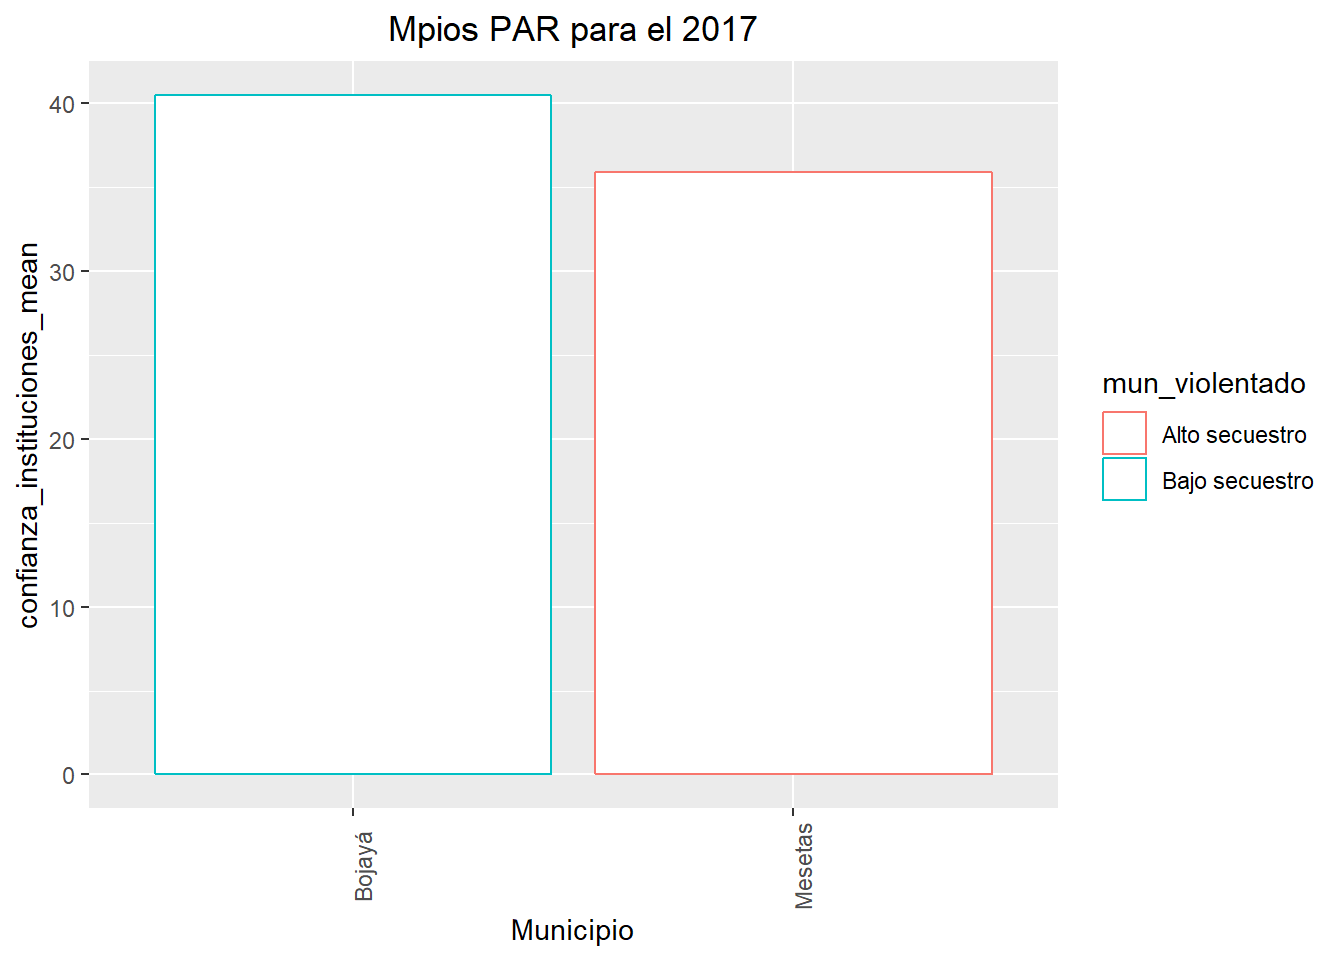 Mpios PAR para el 2017
40
30
20
10
0
confianza_instituciones_mean
Bojayá
Mesetas
Municipio
mun_violentado
Alto secuestro
Bajo secuestro